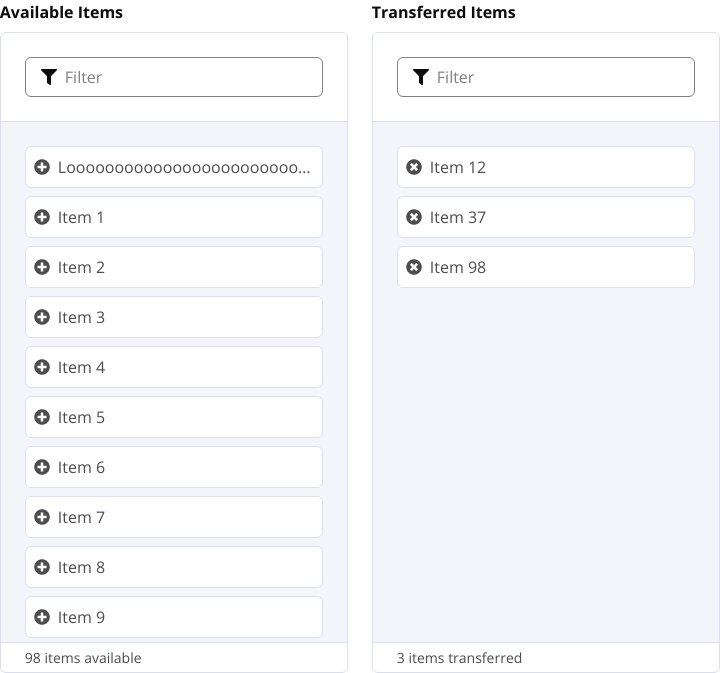 Available Items
Filter
Loooooooooooooooooooooooo...
Item 1
Item 2
Item 3
Item 4
Item 5
Item 6
Item 7
Item 8
Item 9
98 items available
Transferred Items
Filter
Item 12
Item 37
Item 98
3 items transferred